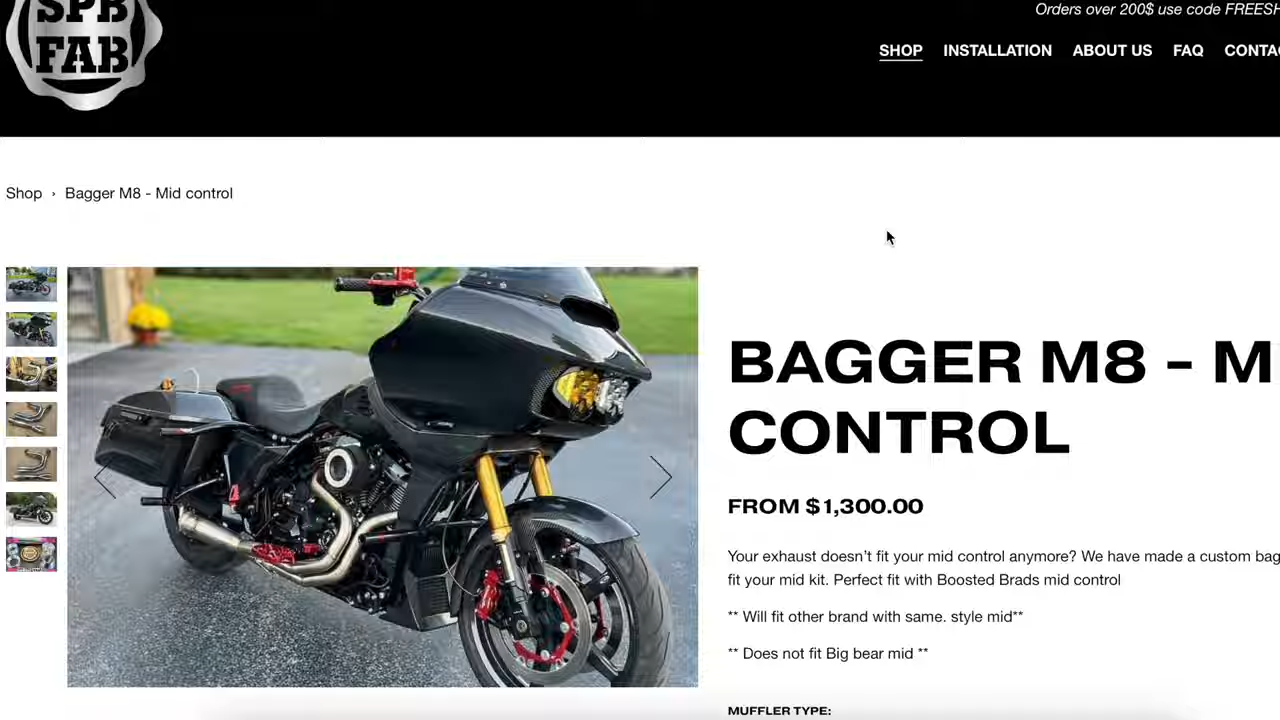 SPB
FAB
Orders over 200$ use code FREESH
SHOP INSTALLATION ABOUT US FAQ CONTA
Shop › Bagger M8 - Mid control
BAGGER M8 - M
CONTROL
FROM $1,300.00
Your exhaust doesn’t fit your mid control anymore? We have made a custom bag
fit your mid kit. Perfect fit with Boosted Brads mid control
** Will fit other brand with same. style mid**
** Does not fit Big bear mid **
MUFFLER TYPE: